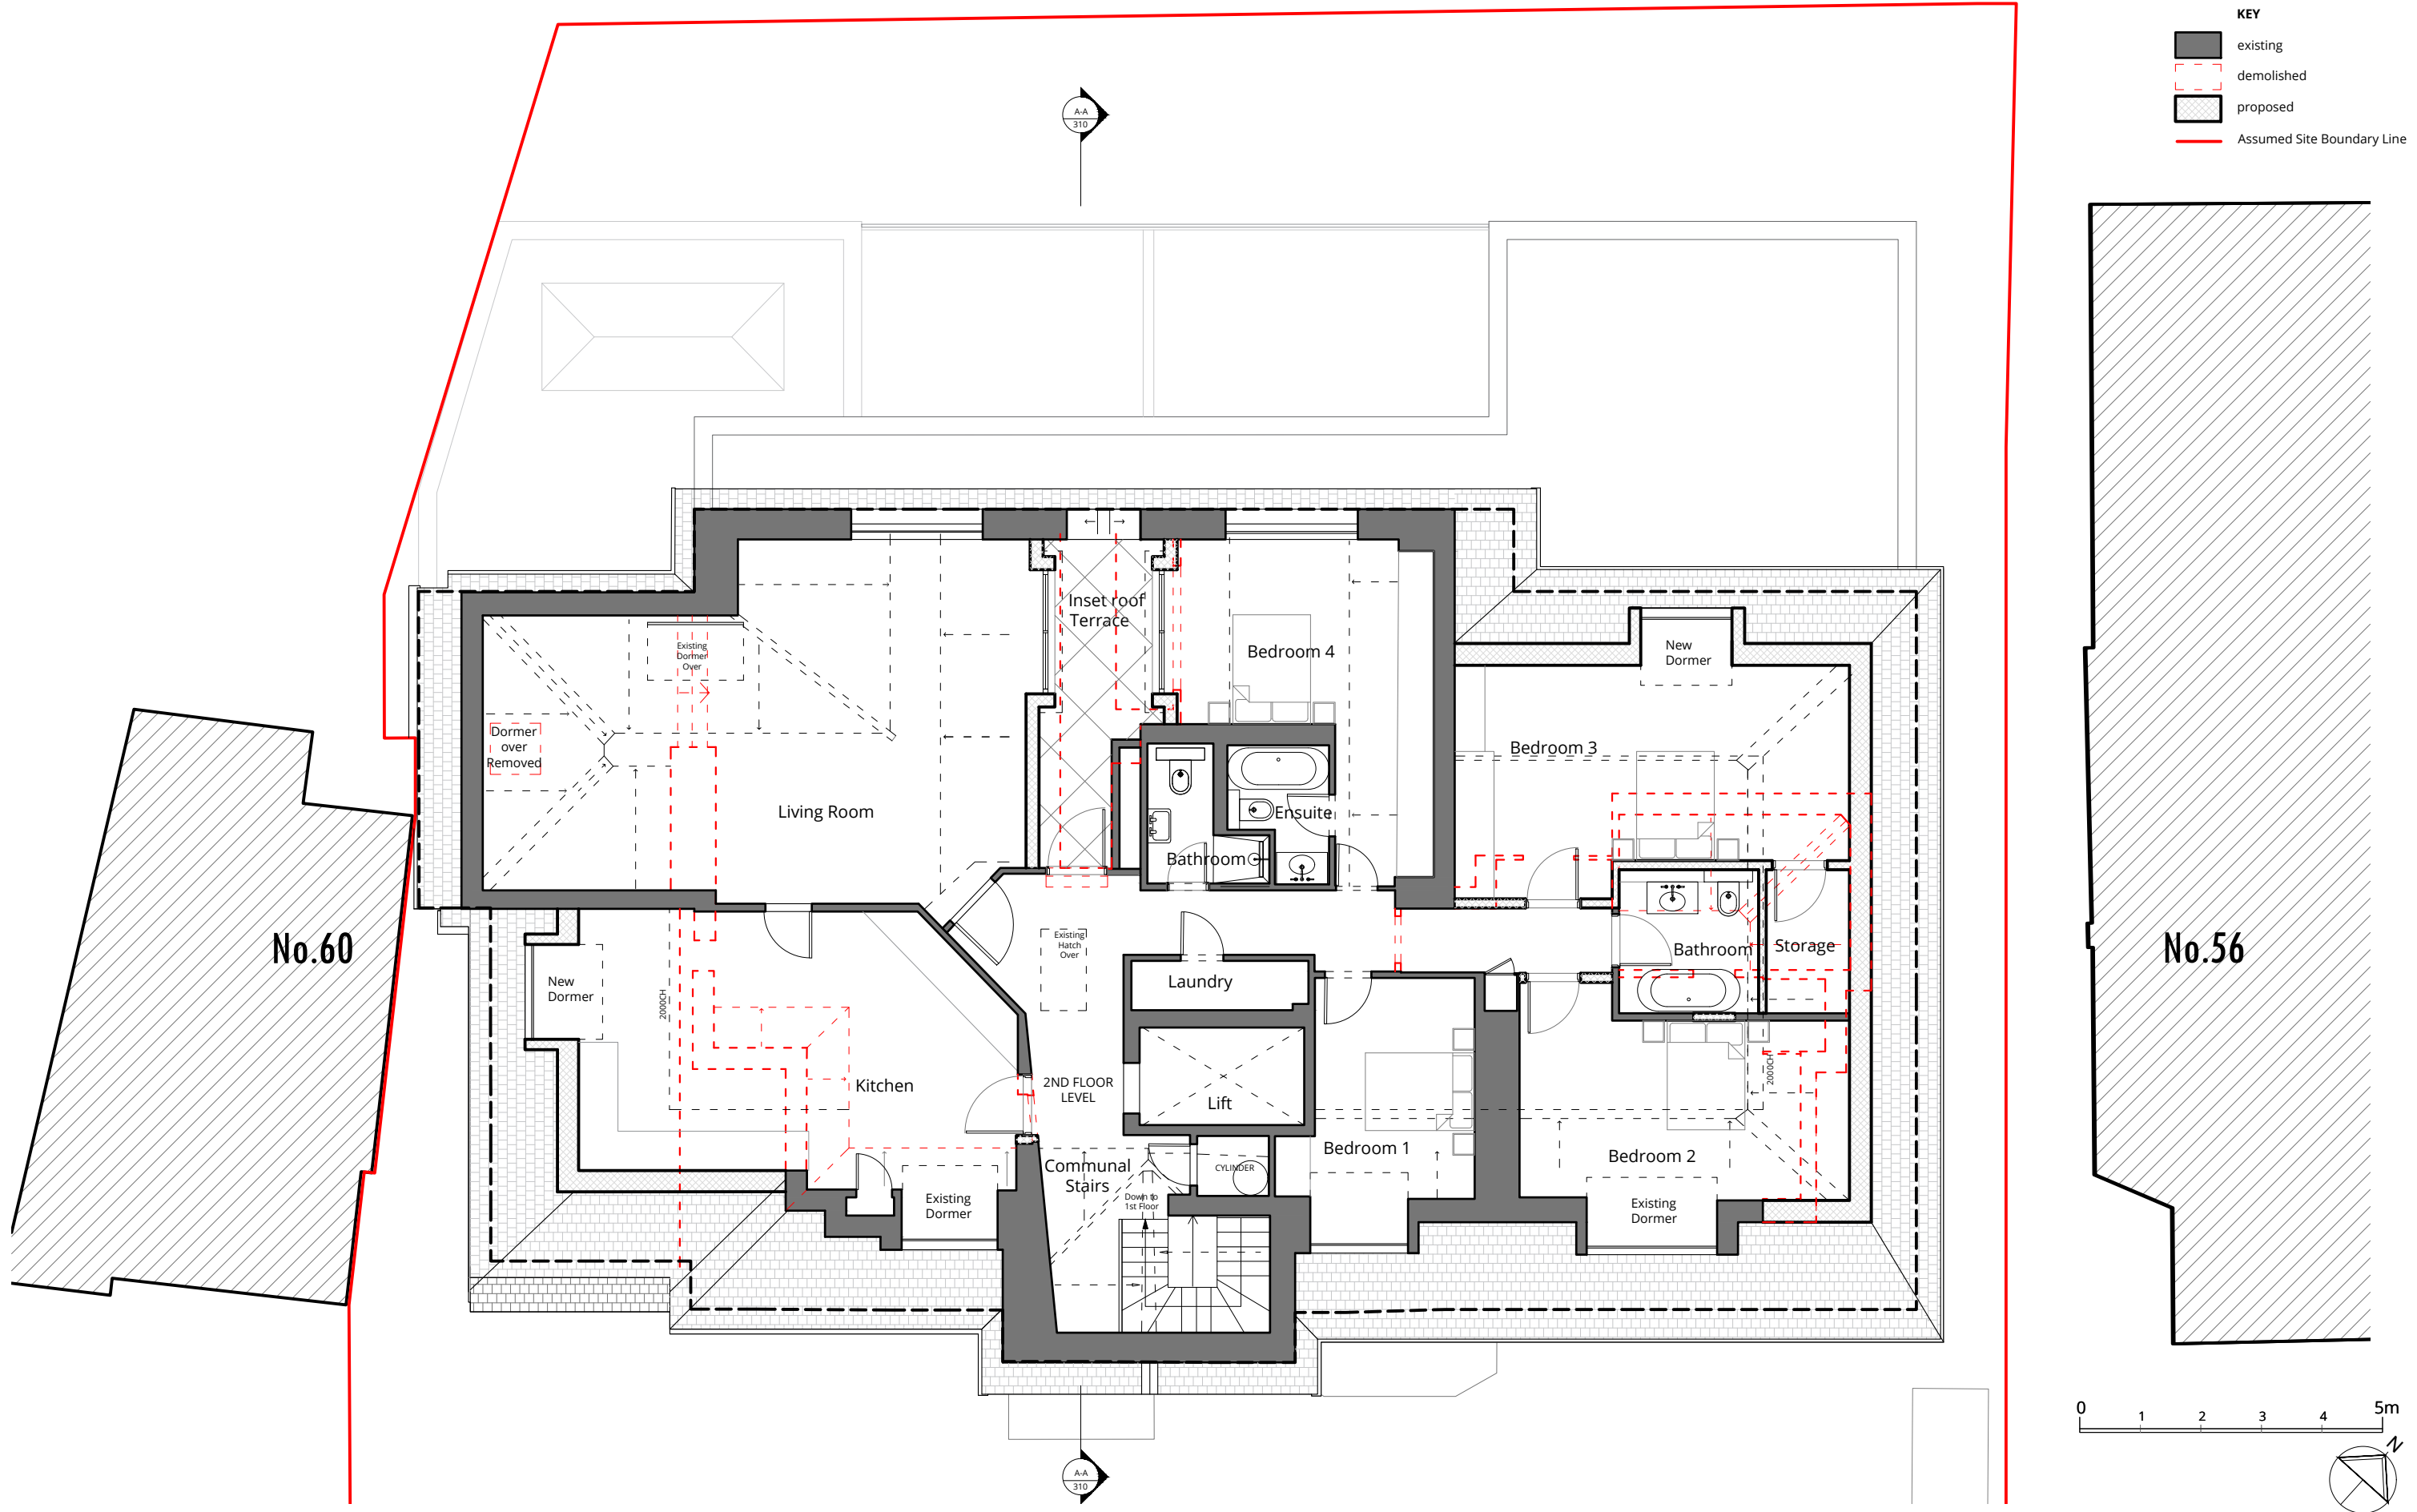 KEY
existing
demolished
proposed
Assumed Site Boundary Line
A-A
310
Inset roof
Terrace
Existing
Dormer
Over
Bedroom 4
New
Dormer
Dormer
over
Removed
Bedroom 3
Living Room
Ensuite
Bathroom
No.60
Existing
Hatch
Over
Bathroom
Storage
No.56
New
Dormer
2000CH
Laundry
Kitchen
2ND FLOOR
LEVEL
Lift
2000CH
Communal
Stairs
CYLINDER
Bedroom 1
Bedroom 2
Down to
1st Floor
Existing
Dormer
Existing
Dormer
0 1 2 3 4 5m
N
A-A
310